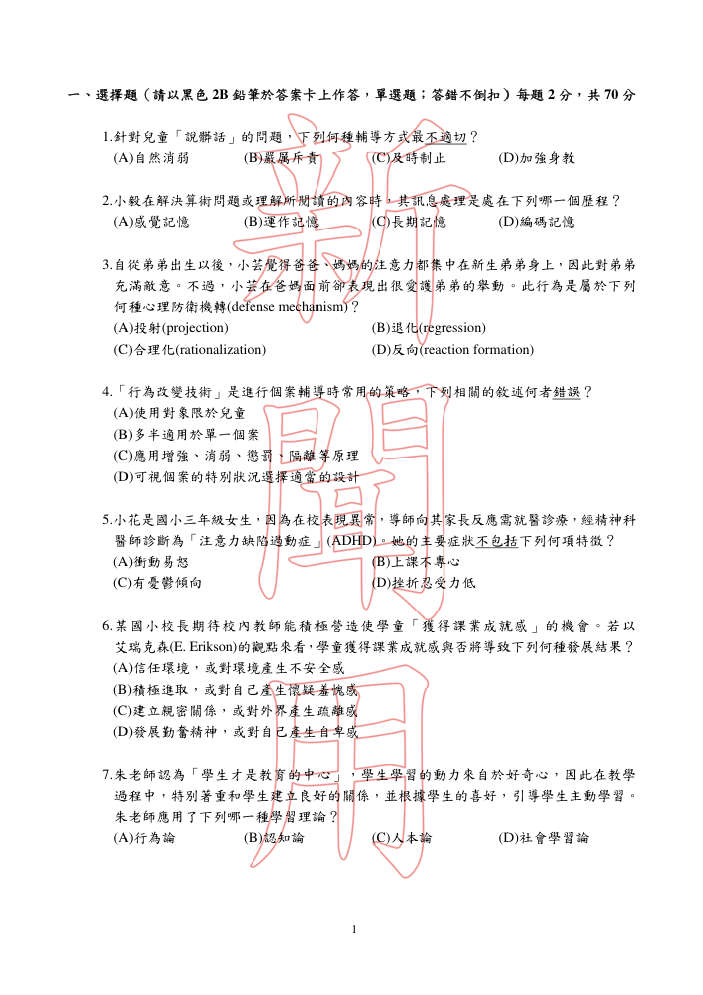 一、選擇題（請以黑色 2B 鉛筆於答案卡上作答，單選題；答錯不倒扣）每題 2 分，共 70 分
1.針對兒童「說髒話」的問題，下列何種輔導方式最不適切？
(A)自然消弱 (B)嚴厲斥責 (C)及時制止 (D)加強身教
2.小毅在解決算術問題或理解所閱讀的內容時，其訊息處理是處在下列哪一個歷程？
(A)感覺記憶 (B)運作記憶 (C)長期記憶 (D)編碼記憶
3.自從弟弟出生以後，小芸覺得爸爸、媽媽的注意力都集中在新生弟弟身上，因此對弟弟
充滿敵意。不過，小芸在爸媽面前卻表現出很愛護弟弟的舉動。此行為是屬於下列
何種心理防衛機轉(defense mechanism)？
(A)投射(projection) (B)退化(regression)
(C)合理化(rationalization) (D)反向(reaction formation)
4.「行為改變技術」是進行個案輔導時常用的策略，下列相關的敘述何者錯誤？
(A)使用對象限於兒童
(B)多半適用於單一個案
(C)應用增強、消弱、懲罰、隔離等原理
(D)可視個案的特別狀況選擇適當的設計
5.小花是國小三年級女生，因為在校表現異常，導師向其家長反應需就醫診療，經精神科
醫師診斷為「注意力缺陷過動症」(ADHD)。她的主要症狀不包括下列何項特徵？
(A)衝動易怒 (B)上課不專心
(C)有憂鬱傾向 (D)挫折忍受力低
6.某國小校長期待校內教師能積極營造使學童「獲得課業成就感」的機會。若以
艾瑞克森(E. Erikson)的觀點來看，學童獲得課業成就感與否將導致下列何種發展結果？
(A)信任環境，或對環境產生不安全感
(B)積極進取，或對自己產生懷疑羞愧感
(C)建立親密關係，或對外界產生疏離感
(D)發展勤奮精神，或對自己產生自卑感
7.朱老師認為「學生才是教育的中心」，學生學習的動力來自於好奇心，因此在教學
過程中，特別著重和學生建立良好的關係，並根據學生的喜好，引導學生主動學習。
朱老師應用了下列哪一種學習理論？
(A)行為論 (B)認知論 (C)人本論 (D)社會學習論
新聞用
1